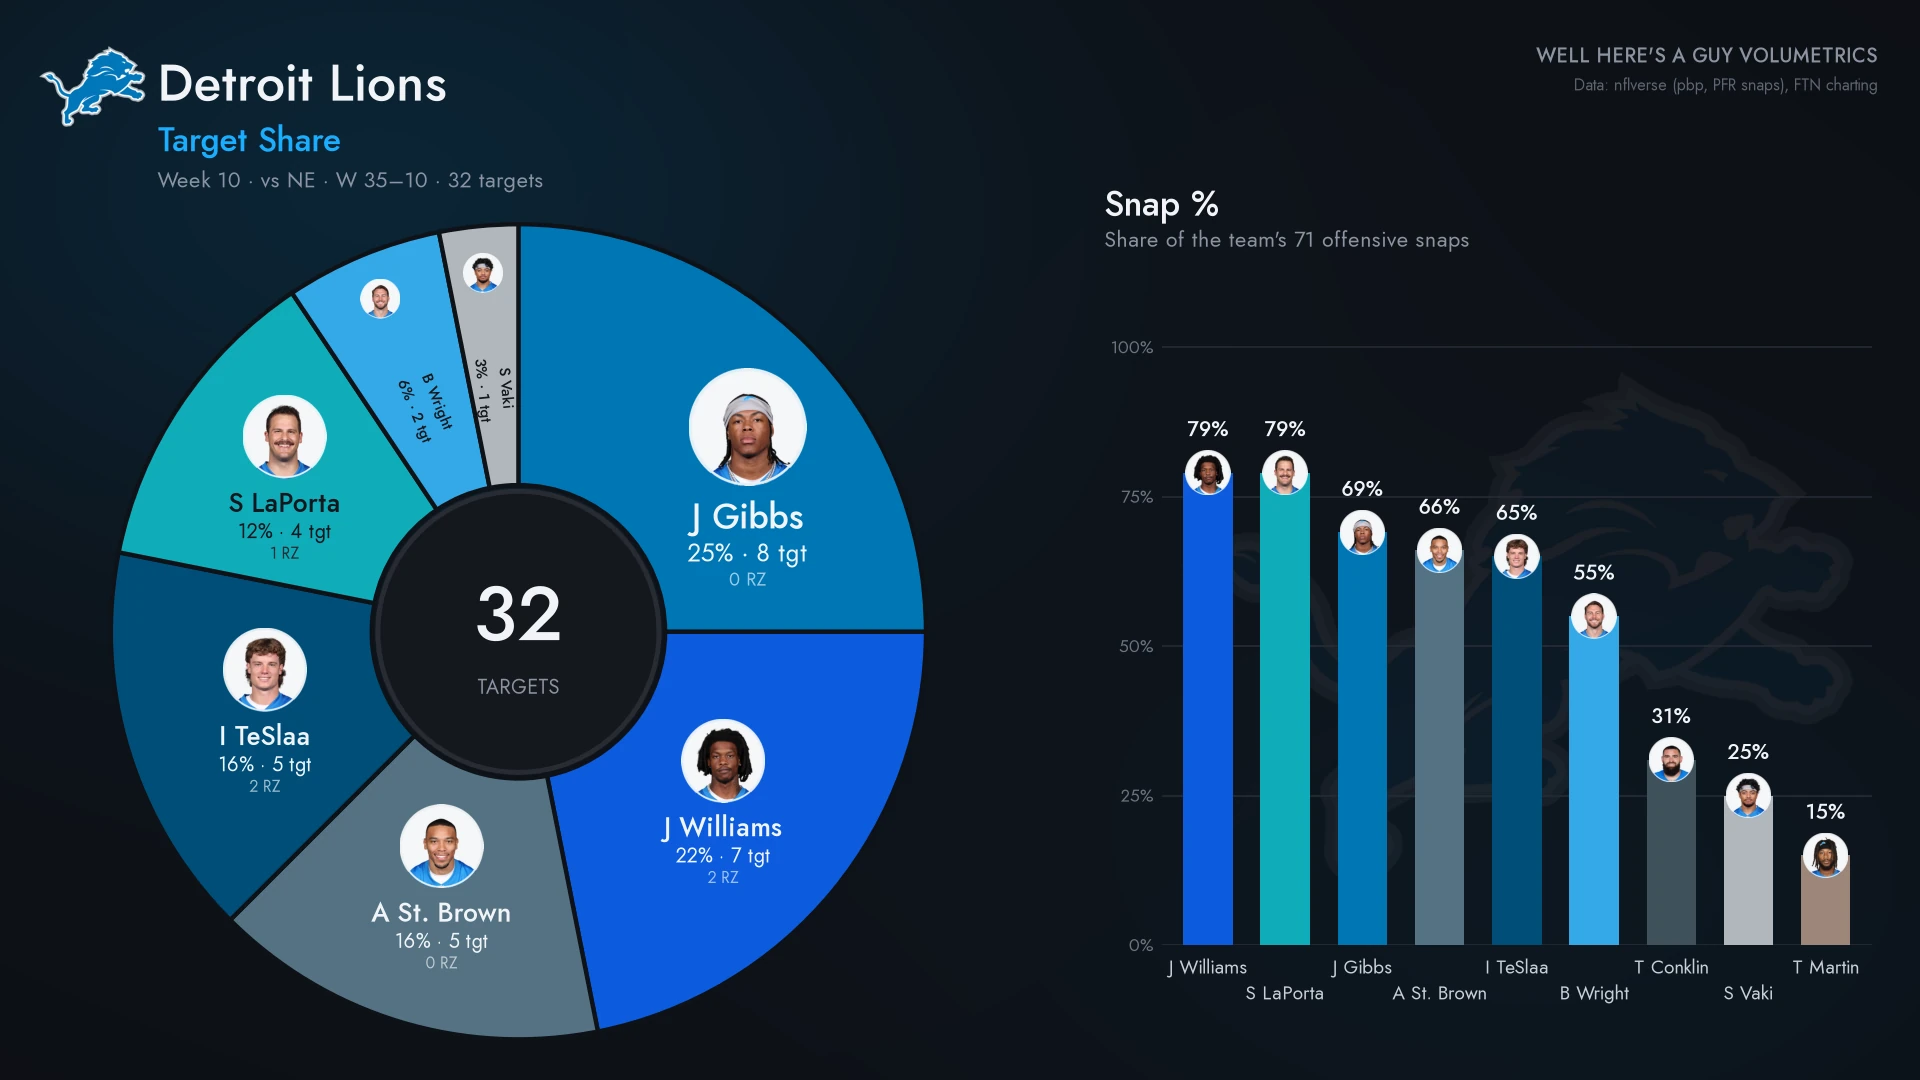 Detroit Lions
Target Share
Week 10 · vs NE · W 35–10 · 32 targets
WELL HERE'S A GUY VOLUMETRICS
Data: nflverse (pbp, PFR snaps), FTN charting
J Gibbs
25% · 8 tgt
0 RZ
J Williams
22% · 7 tgt
2 RZ
A St. Brown
16% · 5 tgt
0 RZ
I TeSlaa
16% · 5 tgt
2 RZ
S LaPorta
12% · 4 tgt
1 RZ
B Wright
6% · 2 tgt
S Vaki
3% · 1 tgt
32
TARGETS
Snap %
Share of the team's 71 offensive snaps
100%
75%
50%
25%
0%
79%
79%
69%
66%
65%
55%
31%
25%
15%
J Williams
S LaPorta
J Gibbs
A St. Brown
I TeSlaa
B Wright
T Conklin
S Vaki
T Martin